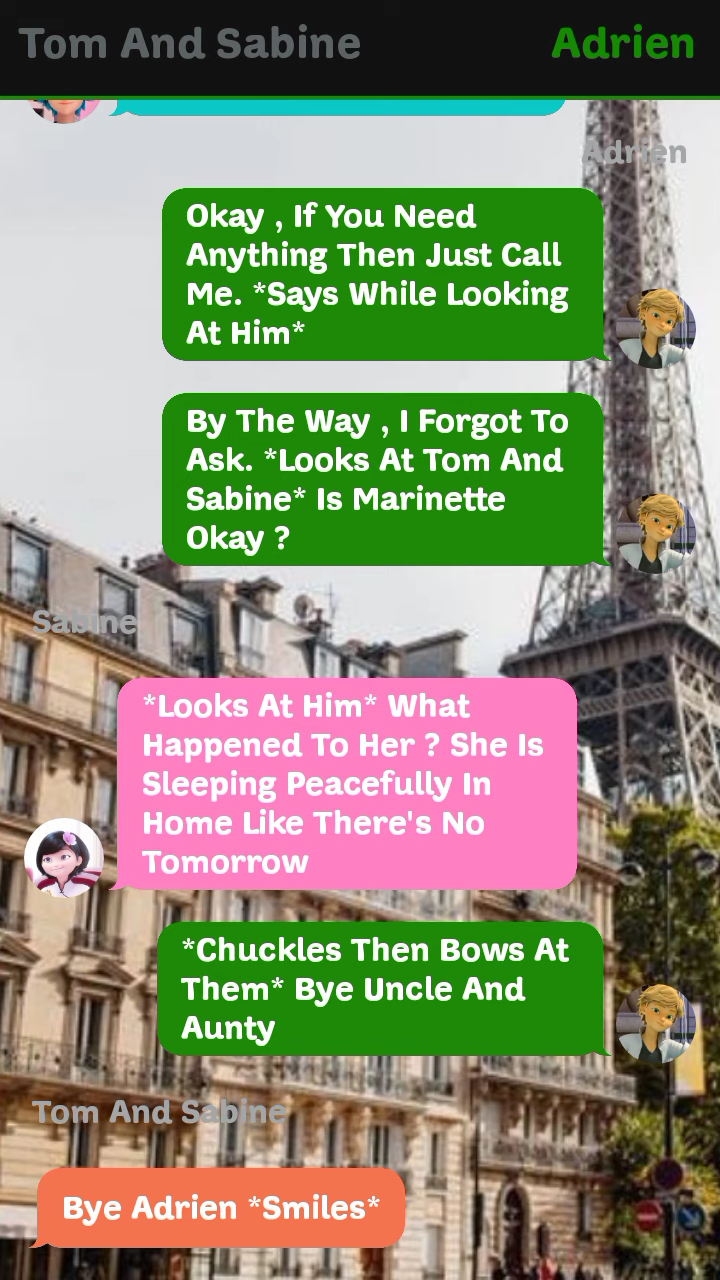 Tom And Sabine Adrien
Adrien
Okay , If You Need
Anything Then Just Call
Me. *Says While Looking
At Him*
By The Way , I Forgot To
Ask. *Looks At Tom And
Sabine* Is Marinette
Okay ?
Sabine
*Looks At Him* What
Happened To Her ? She Is
Sleeping Peacefully In
Home Like There's No
Tomorrow
*Chuckles Then Bows At
Them* Bye Uncle And
Aunty
Tom And Sabine
Bye Adrien *Smiles*